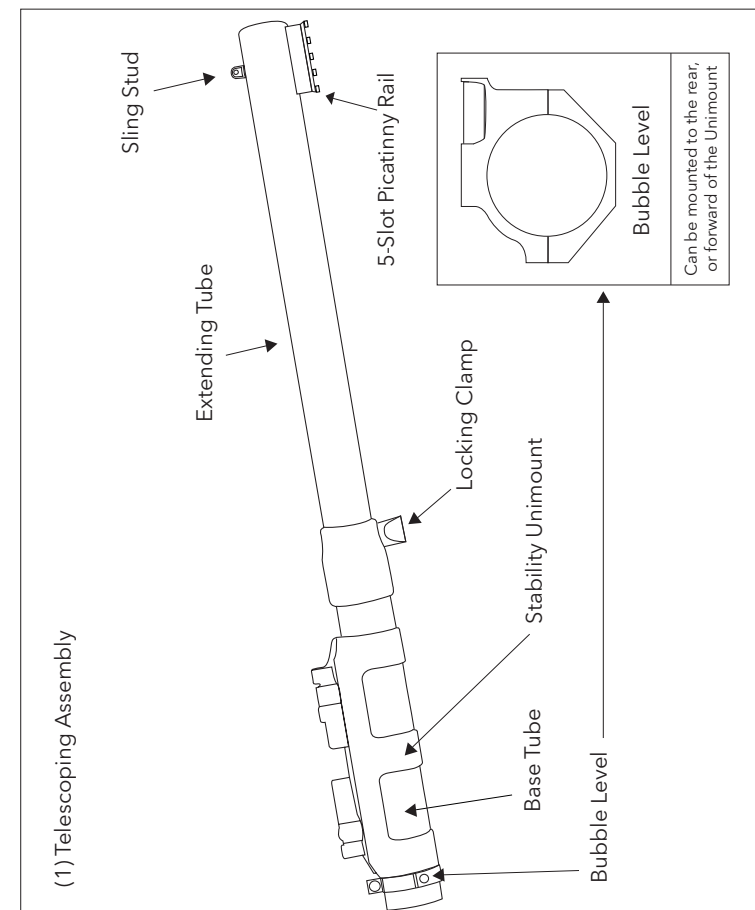 (1) Telescoping Assembly
Sling Stud
Extending Tube
5-Slot Picatinny Rail
Locking Clamp
Stability Unimount
Base Tube
Bubble Level
Bubble Level
Can be mounted to the rear,
or forward of the Unimount